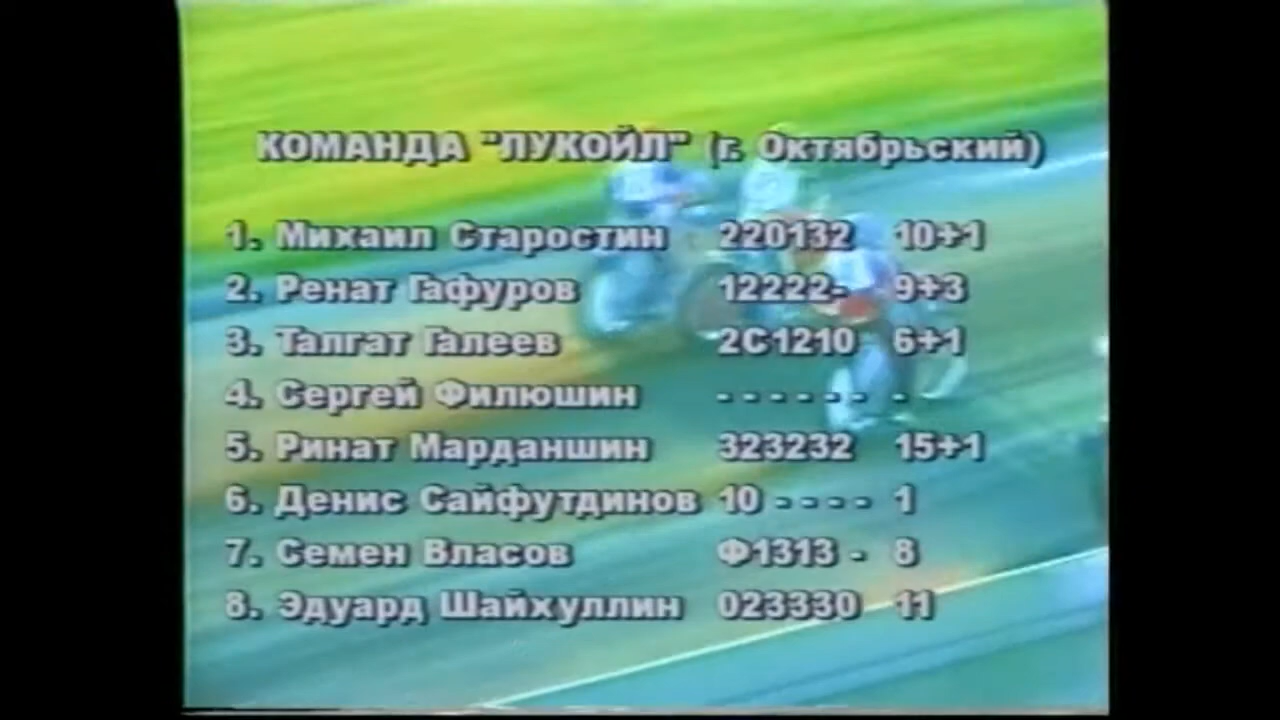 КОМАНДА "ЛУКОЙЛ" (г. Октябрьский)
1. Михаил Старостин 220132 10+1
2. Ренат Гафуров 12222- 9+3
3. Талгат Галеев 2С1210 6+1
4. Сергей Филюшин - - - - - - -
5. Ринат Марданшин 323232 15+1
6. Денис Сайфутдинов 10 - - - - 1
7. Семен Власов Ф1313 - 8
8. Эдуард Шайхуллин 023330 11